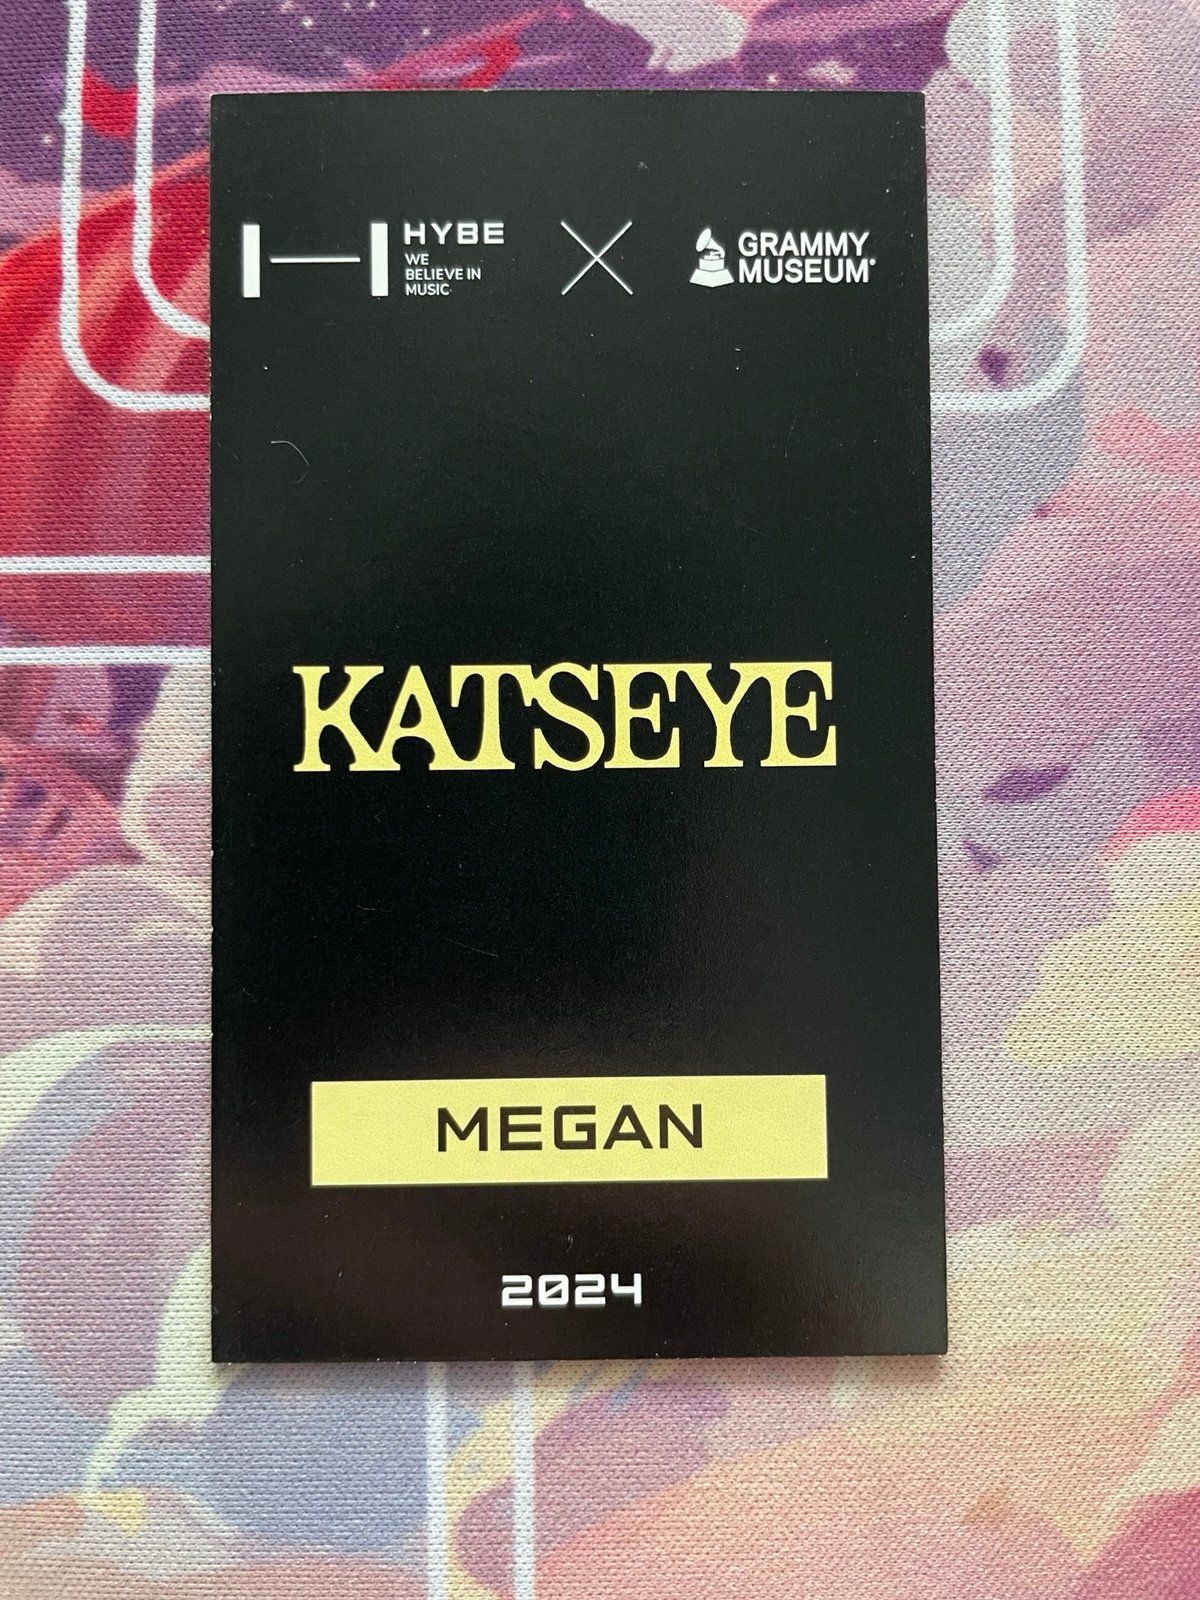 HYBE
WE
BELIEVE IN
MUSIC
GRAMMY
MUSEUM
KATSEYE
MEGAN
2024